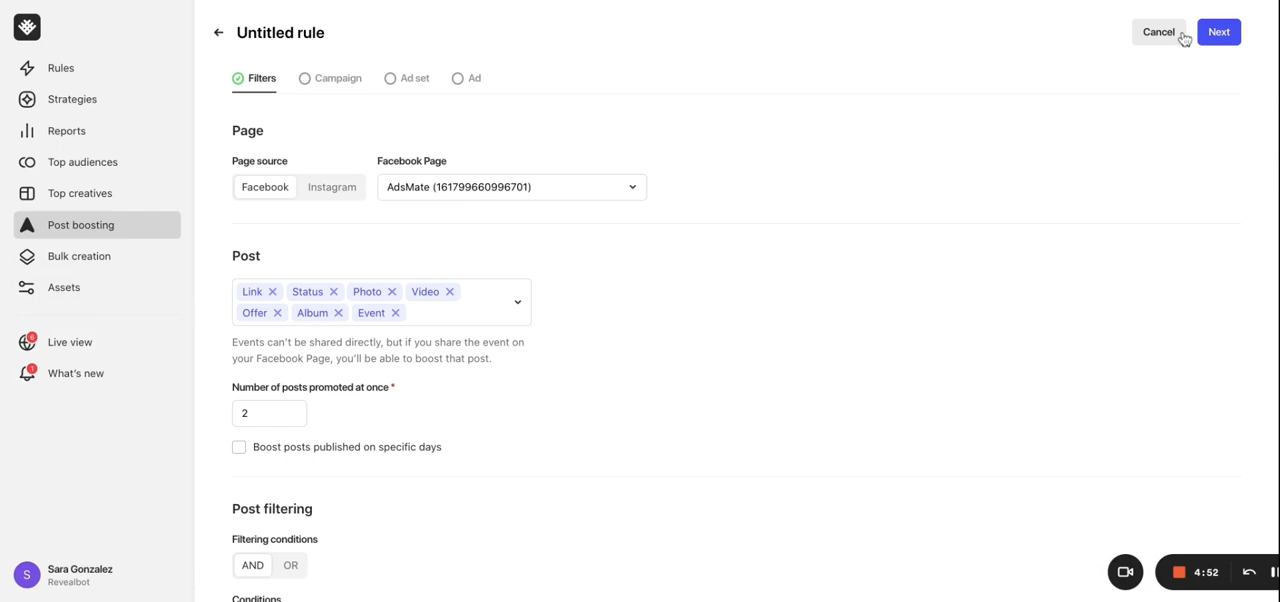 Untitled rule
Cancel
Next
Rules
Strategies
Reports
Top audiences
Top creatives
Post boosting
Bulk creation
Assets
6
Live view
1
What's new
S
Sara Gonzalez
Revealbot
Filters
Campaign
Ad set
Ad
Page
Page source
Facebook Page
Facebook
Instagram
AdsMate (161799660996701)
Post
Link
Status
Photo
Video
Offer
Album
Event
Events can't be shared directly, but if you share the event on
your Facebook Page, you'll be able to boost that post.
Number of posts promoted at once *
2
Boost posts published on specific days
Post filtering
Filtering conditions
AND
OR
Conditions
4:52